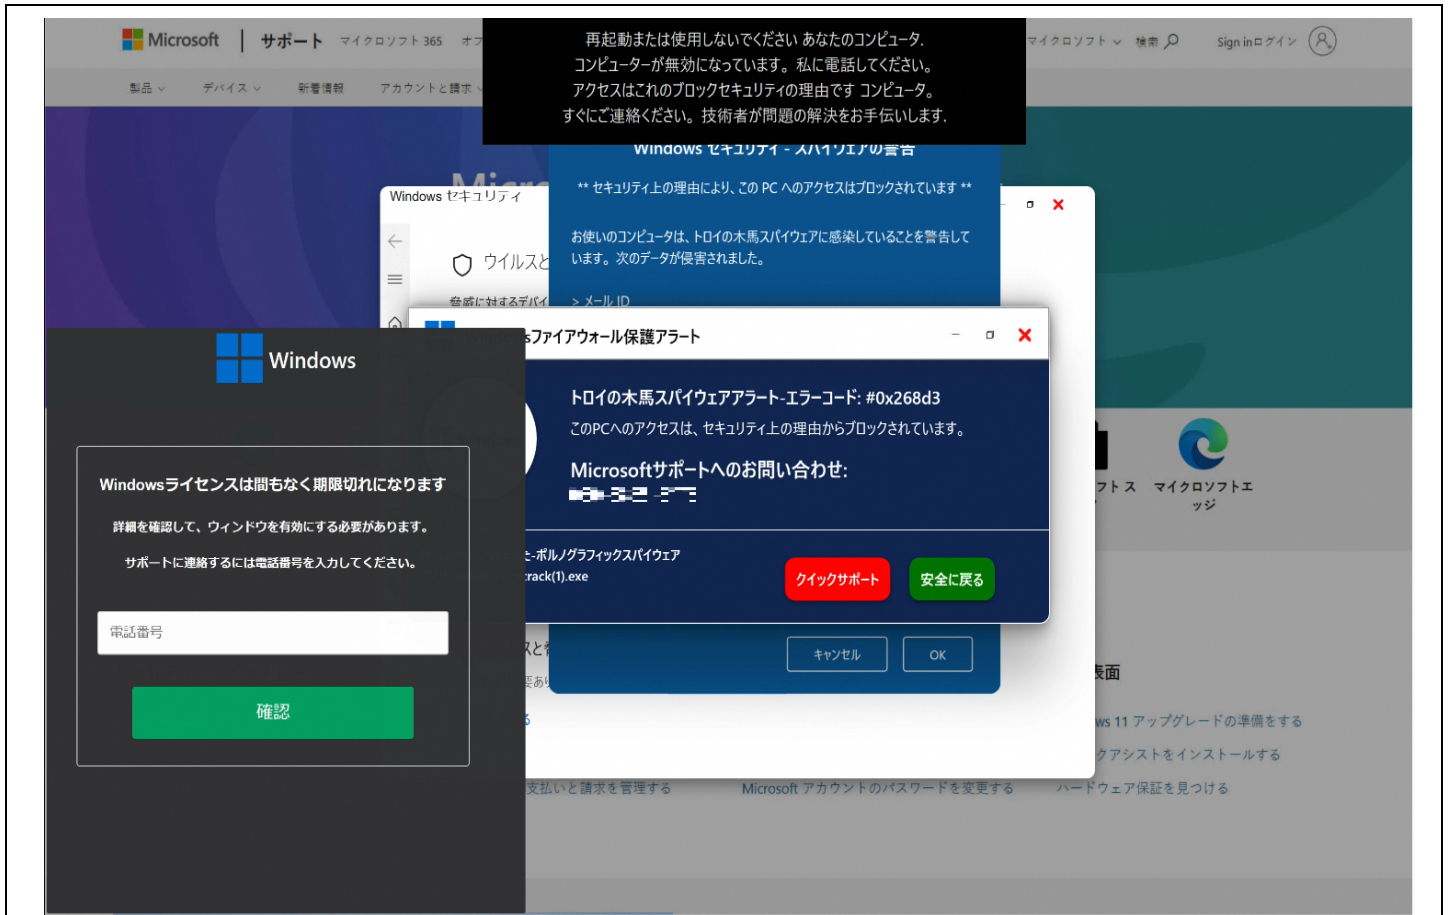 Microsoft | サポート マイクロソフト 365 オフ
マイクロソフト 検索 Sign inログイン
製品 デバイス 新着情報 アカウントと請求
再起動または使用しないでください あなたのコンピュータ.
コンピューターが無効になっています。私に電話してください。
アクセスはこれのブロックセキュリティの理由です コンピュータ。
すぐにご連絡ください。技術者が問題の解決をお手伝いします.
Windows セキュリティ - スパイウェアの警告
** セキュリティ上の理由により、この PC へのアクセスはブロックされています **
お使いのコンピュータは、トロイの木馬スパイウェアに感染していることを警告して
います。次のデータが侵害されました。
> メール ID
Windows セキュリティ
ウイルスと
脅威に対するデバイ
sファイアウォール保護アラート
トロイの木馬スパイウェアアラート-エラーコード: #0x268d3
このPCへのアクセスは、セキュリティ上の理由からブロックされています。
Microsoftサポートへのお問い合わせ:
た-ポルノグラフィックスパイウェア
crack(1).exe
クイックサポート
安全に戻る
キャンセル
OK
Windows
Windowsライセンスは間もなく期限切れになります
詳細を確認して、ウィンドウを有効にする必要があります。
サポートに連絡するには電話番号を入力してください。
電話番号
確認
フト ス
マイクロソフトエ
ッジ
表面
ws 11 アップグレードの準備をする
クアシストをインストールする
支払いと請求を管理する
Microsoft アカウントのパスワードを変更する
ハードウェア保証を見つける